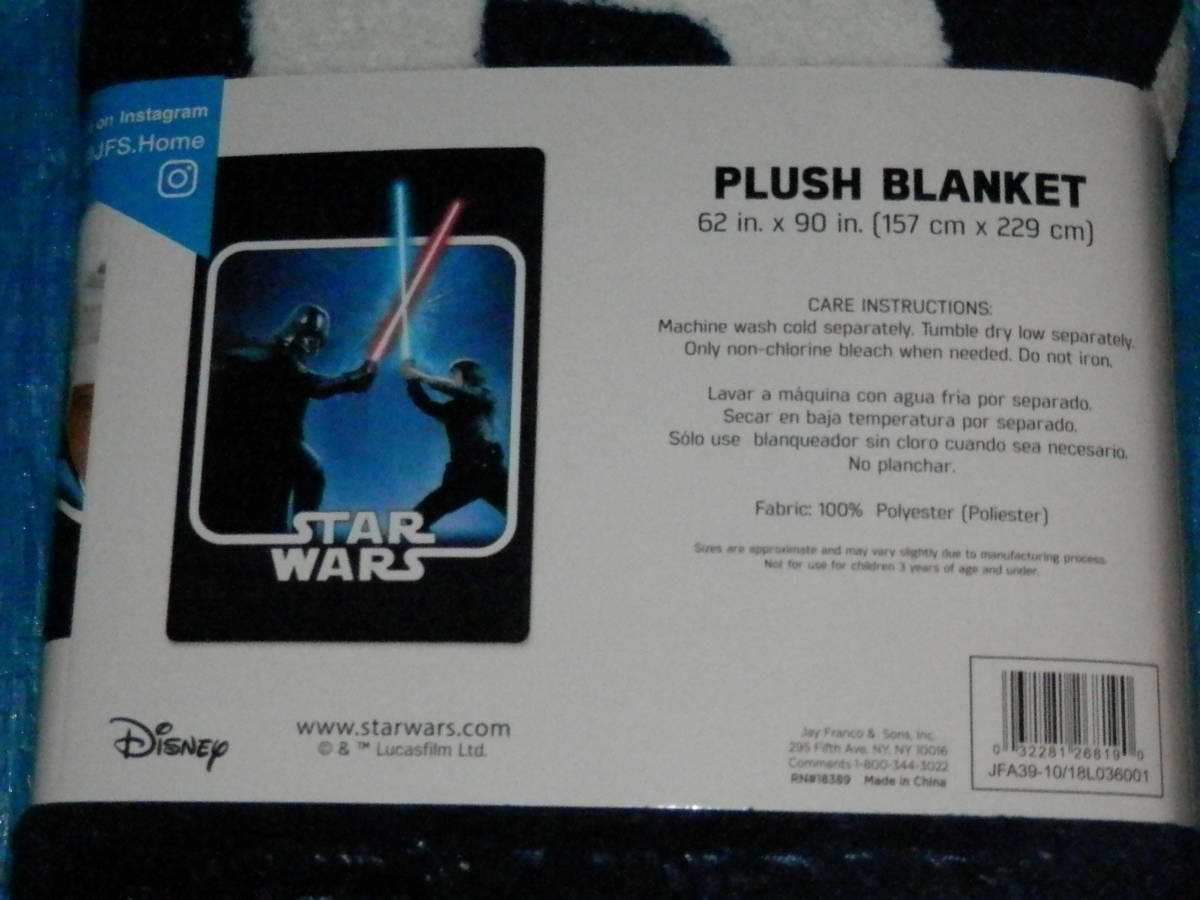 on Instagram
JFS.Home
PLUSH BLANKET
62 in. x 90 in. (157 cm x 229 cm)
CARE INSTRUCTIONS:
Machine wash cold separately. Tumble dry low separately.
Only non-chlorine bleach when needed. Do not iron.
Lavar a máquina con agua fria por separado.
Secar en baja temperatura por separado.
Sólo use blanqueador sin cloro cuando sea necesario.
No planchar.
Fabric: 100% Polyester (Poliester)
Sizes are approximate and may vary slightly due to manufacturing process.
Not for use for children 3 years of age and under.
STAR
WARS
Disney
www.starwars.com
© & ™ Lucasfilm Ltd.
Jay Franco & Sons, Inc.
295 Fifth Ave. NY, NY 10016
Comments 1-800-344-3022
RN#18389 Made in China
0 32281 26819 0
JFA39-10/18L036001